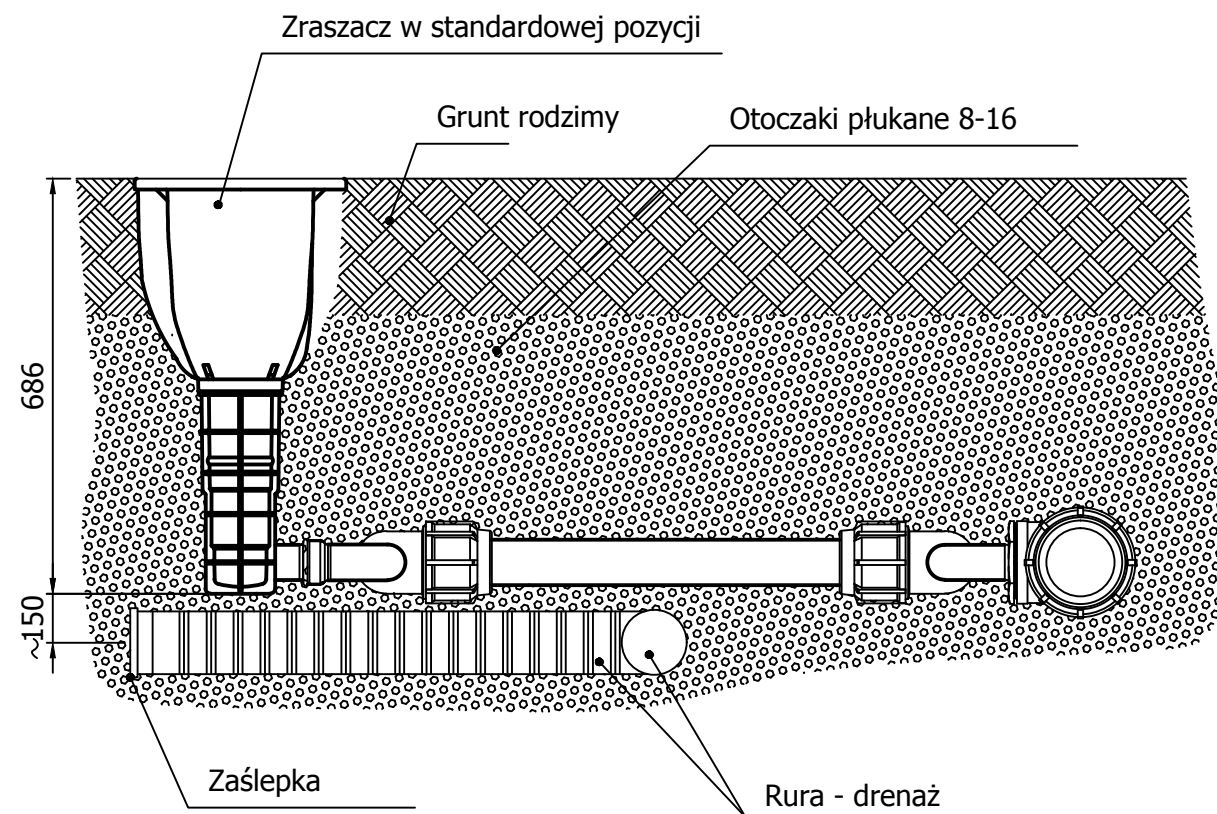 Zraszacz w standardowej pozycji
Grunt rodzimy
Otoczaki płukane 8-16
686
~150
Zaślepka
Rura - drenaż